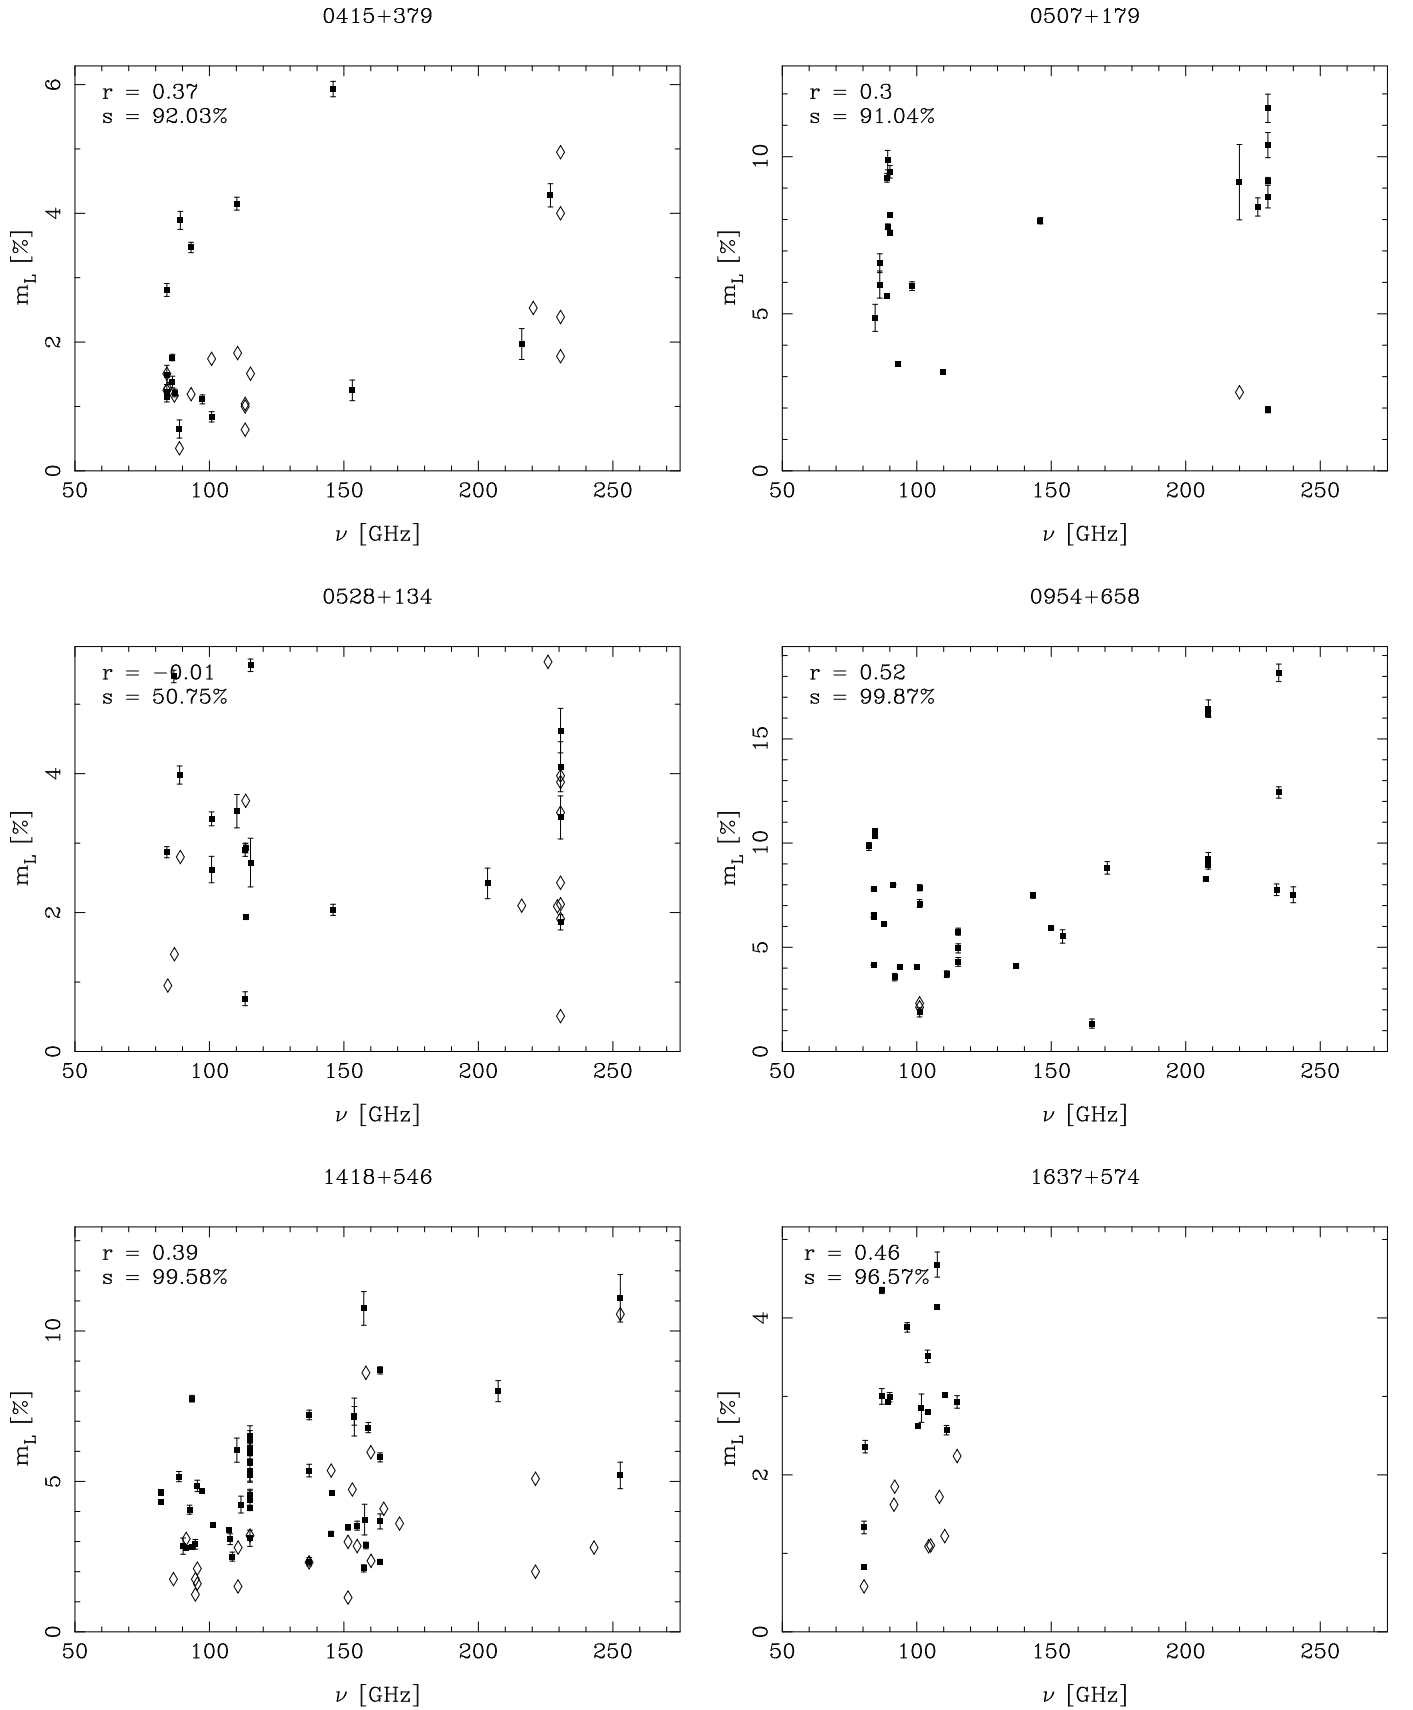 0415+379
r = 0.37
s = 92.03%
6
4
2
0
m_L [%]
50 100 150 200 250
ν [GHz]
0507+179
r = 0.3
s = 91.04%
10
5
0
m_L [%]
50 100 150 200 250
ν [GHz]
0528+134
r = −0.01
s = 50.75%
4
2
0
m_L [%]
50 100 150 200 250
ν [GHz]
0954+658
r = 0.52
s = 99.87%
15
10
5
0
m_L [%]
50 100 150 200 250
ν [GHz]
1418+546
r = 0.39
s = 99.58%
10
5
0
m_L [%]
50 100 150 200 250
ν [GHz]
1637+574
r = 0.46
s = 96.57%
4
2
0
m_L [%]
50 100 150 200 250
ν [GHz]